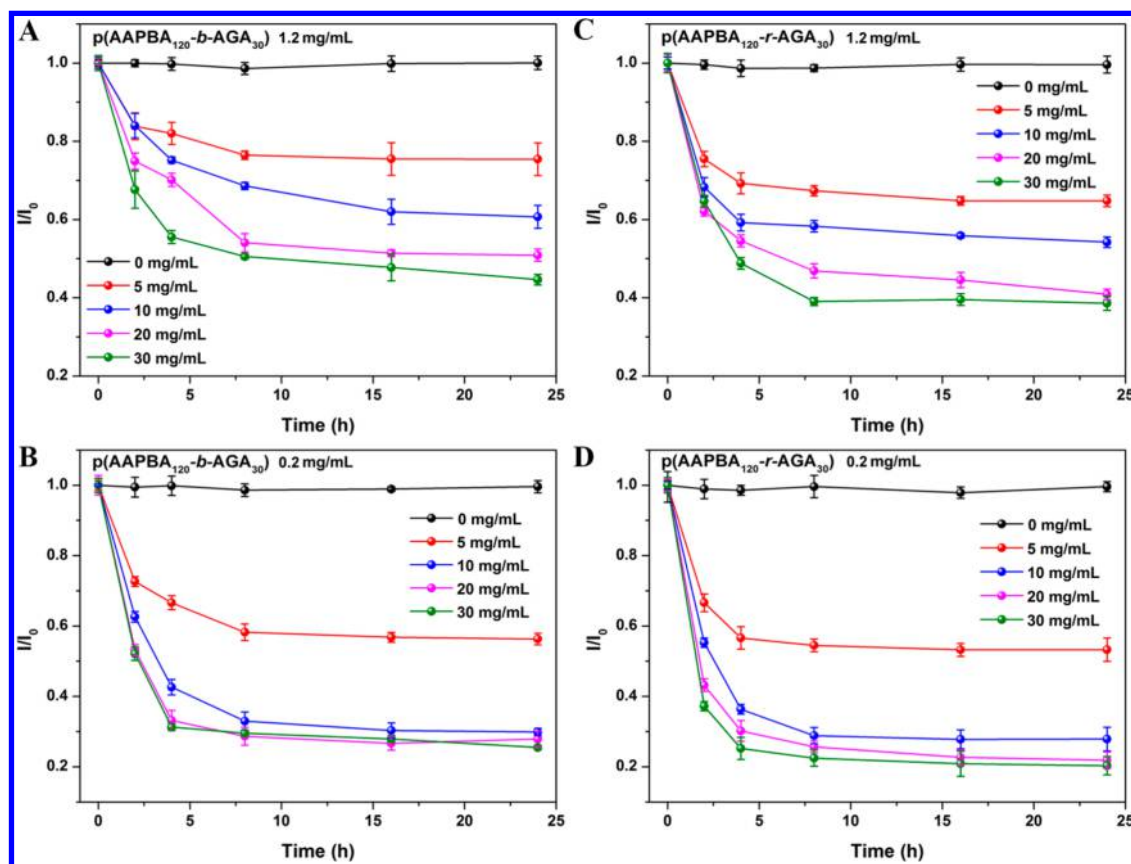 A
p(AAPBA120-b-AGA30) 1.2 mg/mL
I/I0
1.0
0.8
0.6
0.4
0.2
0 mg/mL
5 mg/mL
10 mg/mL
20 mg/mL
30 mg/mL
0 5 10 15 20 25
Time (h)
C
p(AAPBA120-r-AGA30) 1.2 mg/mL
I/I0
1.0
0.8
0.6
0.4
0.2
0 mg/mL
5 mg/mL
10 mg/mL
20 mg/mL
30 mg/mL
0 5 10 15 20 25
Time (h)
B
p(AAPBA120-b-AGA30) 0.2 mg/mL
I/I0
1.0
0.8
0.6
0.4
0.2
0 mg/mL
5 mg/mL
10 mg/mL
20 mg/mL
30 mg/mL
0 5 10 15 20 25
Time (h)
D
p(AAPBA120-r-AGA30) 0.2 mg/mL
I/I0
1.0
0.8
0.6
0.4
0.2
0 mg/mL
5 mg/mL
10 mg/mL
20 mg/mL
30 mg/mL
0 5 10 15 20 25
Time (h)